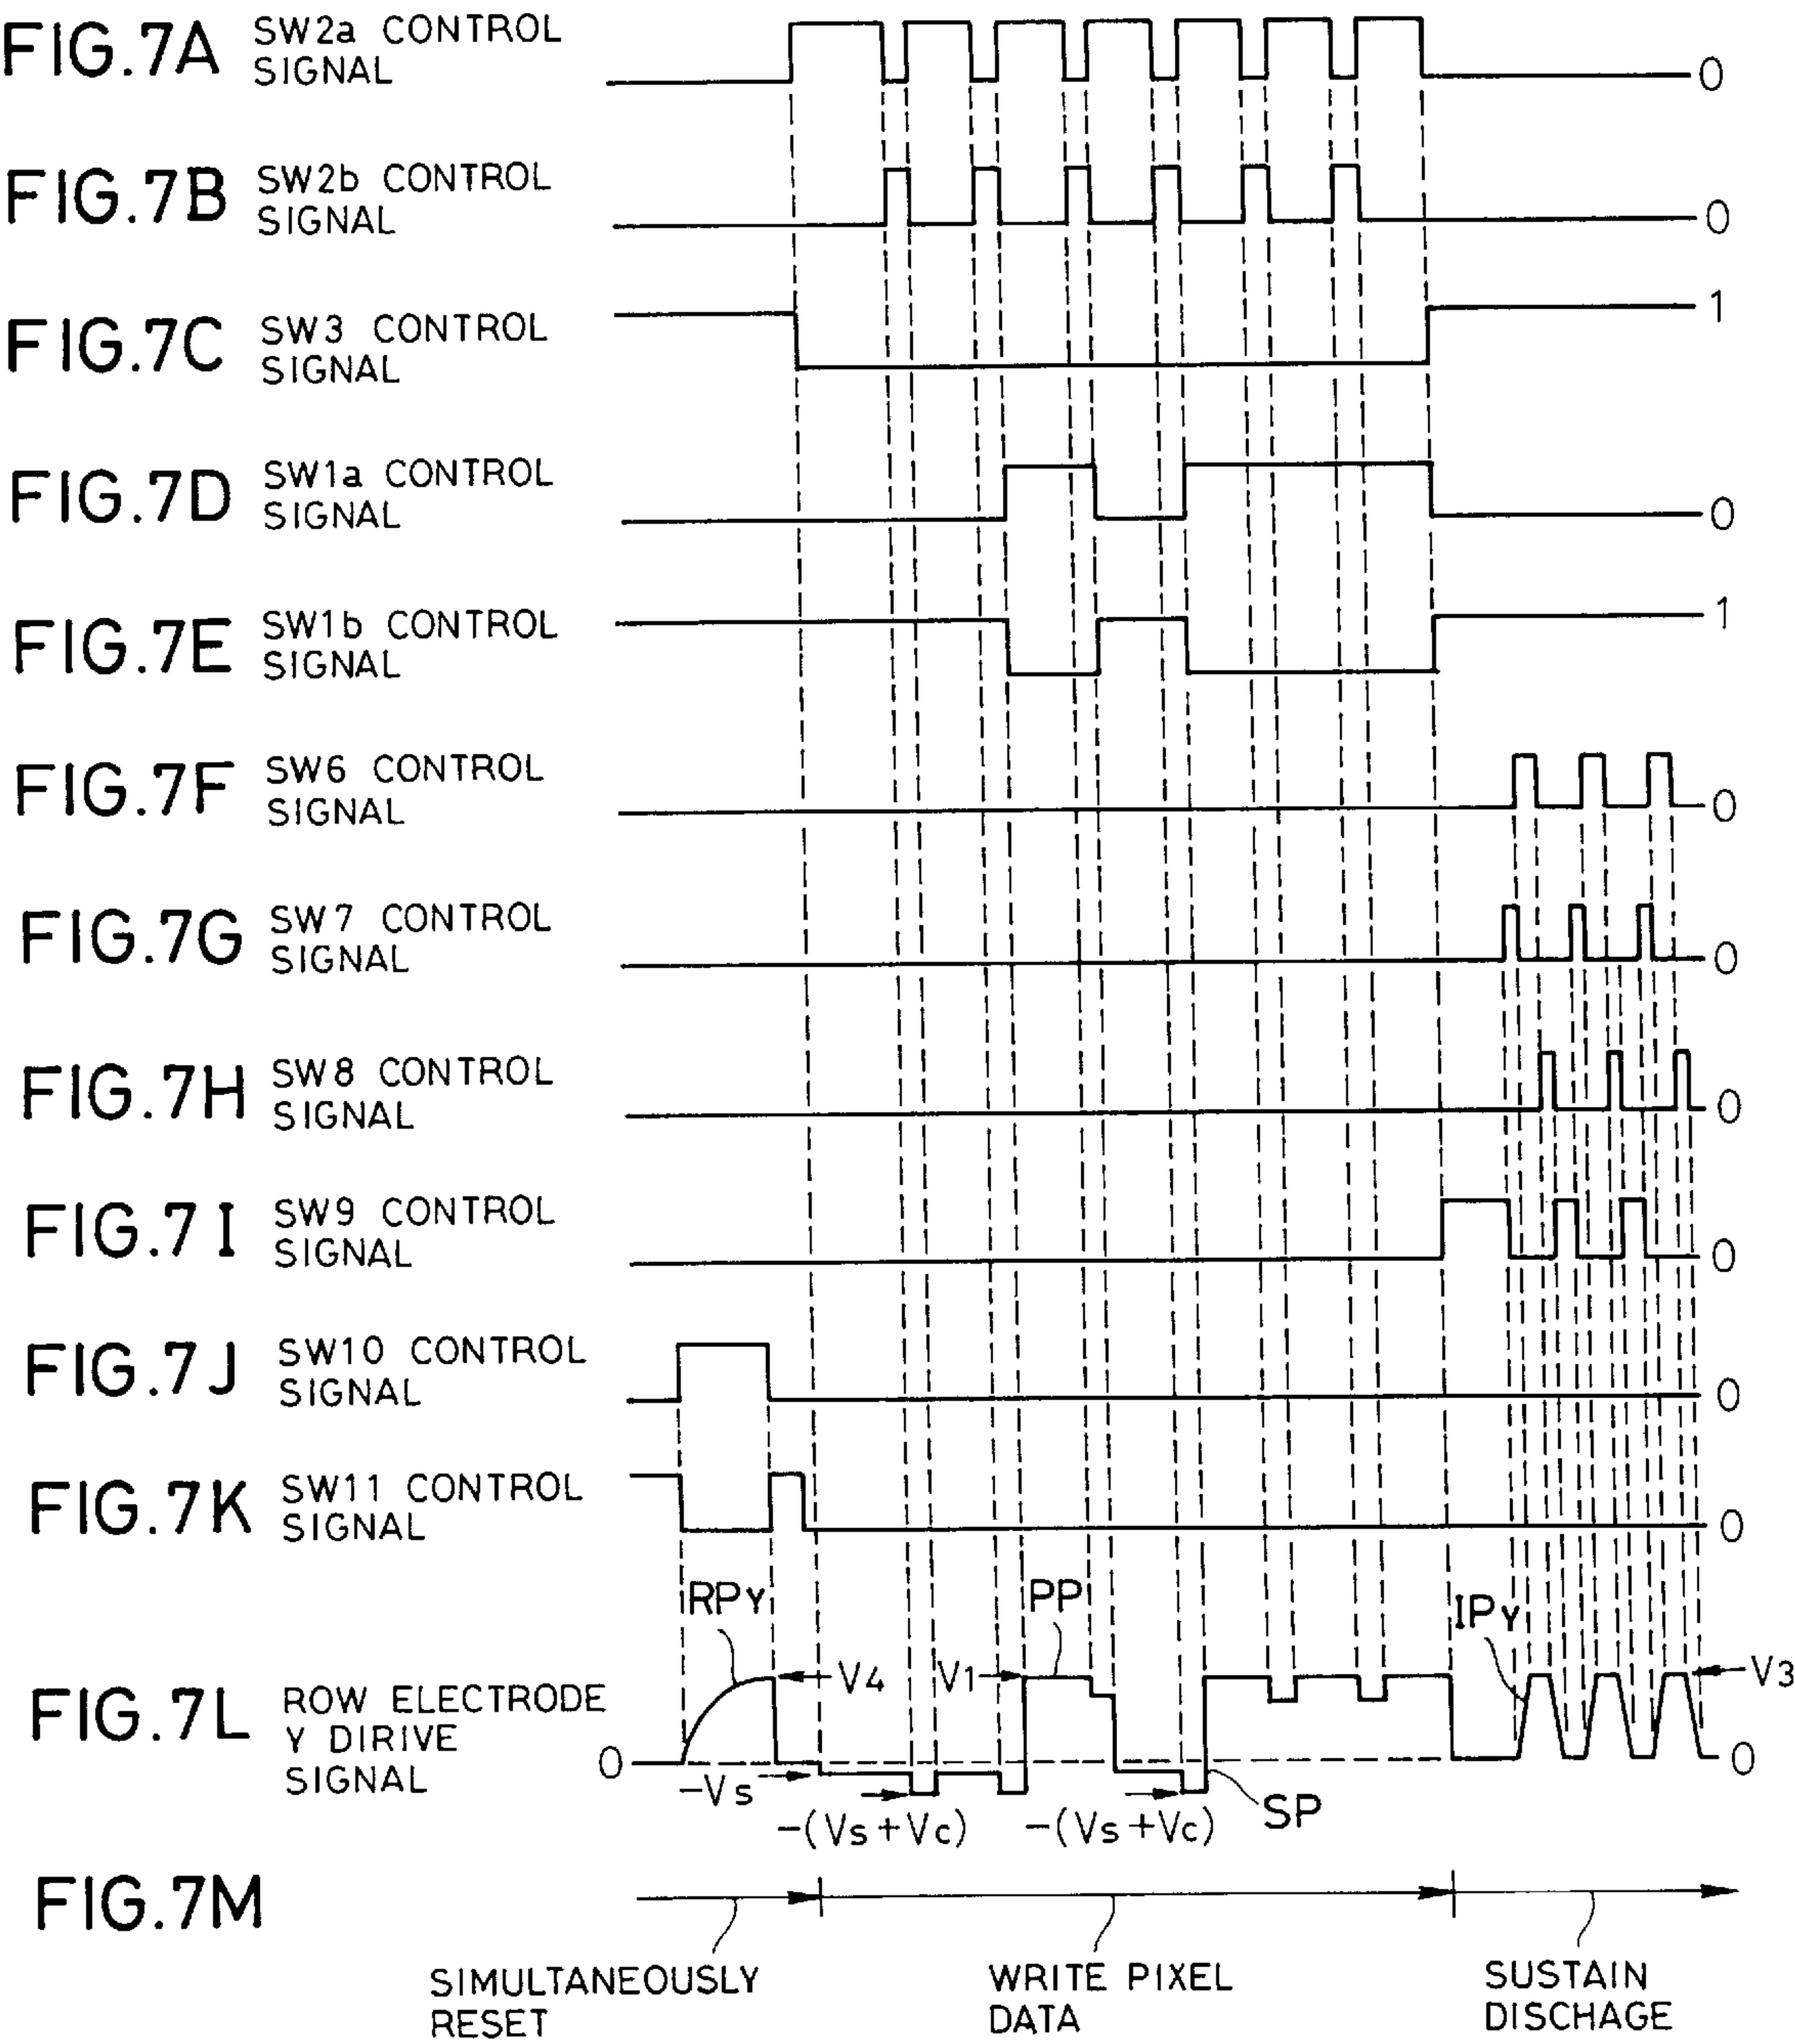 FIG.7A SW2a CONTROL
SIGNAL
0
FIG.7B SW2b CONTROL
SIGNAL
0
FIG.7C SW3 CONTROL
SIGNAL
1
FIG.7D SW1a CONTROL
SIGNAL
0
FIG.7E SW1b CONTROL
SIGNAL
1
FIG.7F SW6 CONTROL
SIGNAL
0
FIG.7G SW7 CONTROL
SIGNAL
0
FIG.7H SW8 CONTROL
SIGNAL
0
FIG.7I SW9 CONTROL
SIGNAL
0
FIG.7J SW10 CONTROL
SIGNAL
0
FIG.7K SW11 CONTROL
SIGNAL
0
RPY PP IPY
V4 V1 V3
FIG.7L ROW ELECTRODE
Y DIRIVE
SIGNAL
0 0
-Vs
-(Vs+Vc) -(Vs+Vc) SP
FIG.7M
SIMULTANEOUSLY
RESET
WRITE PIXEL
DATA
SUSTAIN
DISCHAGE